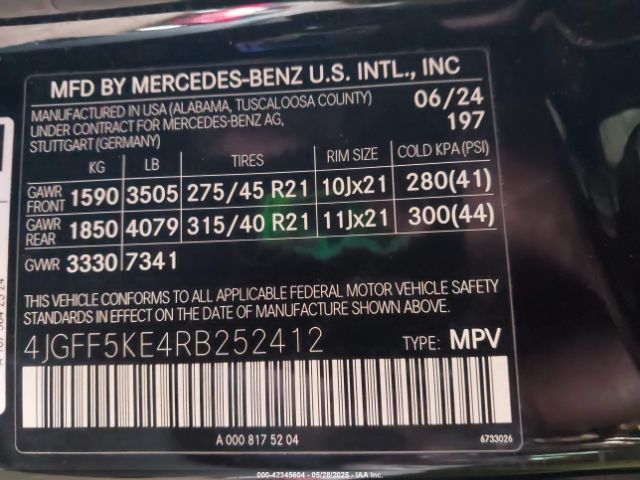 MFD BY MERCEDES-BENZ U.S. INTL., INC
MANUFACTURED IN USA (ALABAMA, TUSCALOOSA COUNTY) 06/24
UNDER CONTRACT FOR MERCEDES-BENZ AG, 197
STUTTGART (GERMANY)
KG LB TIRES RIM SIZE COLD KPA (PSI)
GAWR FRONT 1590 3505 275/45 R21 10Jx21 280(41)
GAWR REAR 1850 4079 315/40 R21 11Jx21 300(44)
GVWR 3330 7341
THIS VEHICLE CONFORMS TO ALL APPLICABLE FEDERAL MOTOR VEHICLE SAFETY
STANDARDS IN EFFECT ON THE DATE OF MANUFACTURE SHOWN ABOVE.
4JGFF5KE4RB252412 TYPE: MPV
A 000 817 52 04 6733026
000-42345604 - 05/28/2025 - IAA Inc.